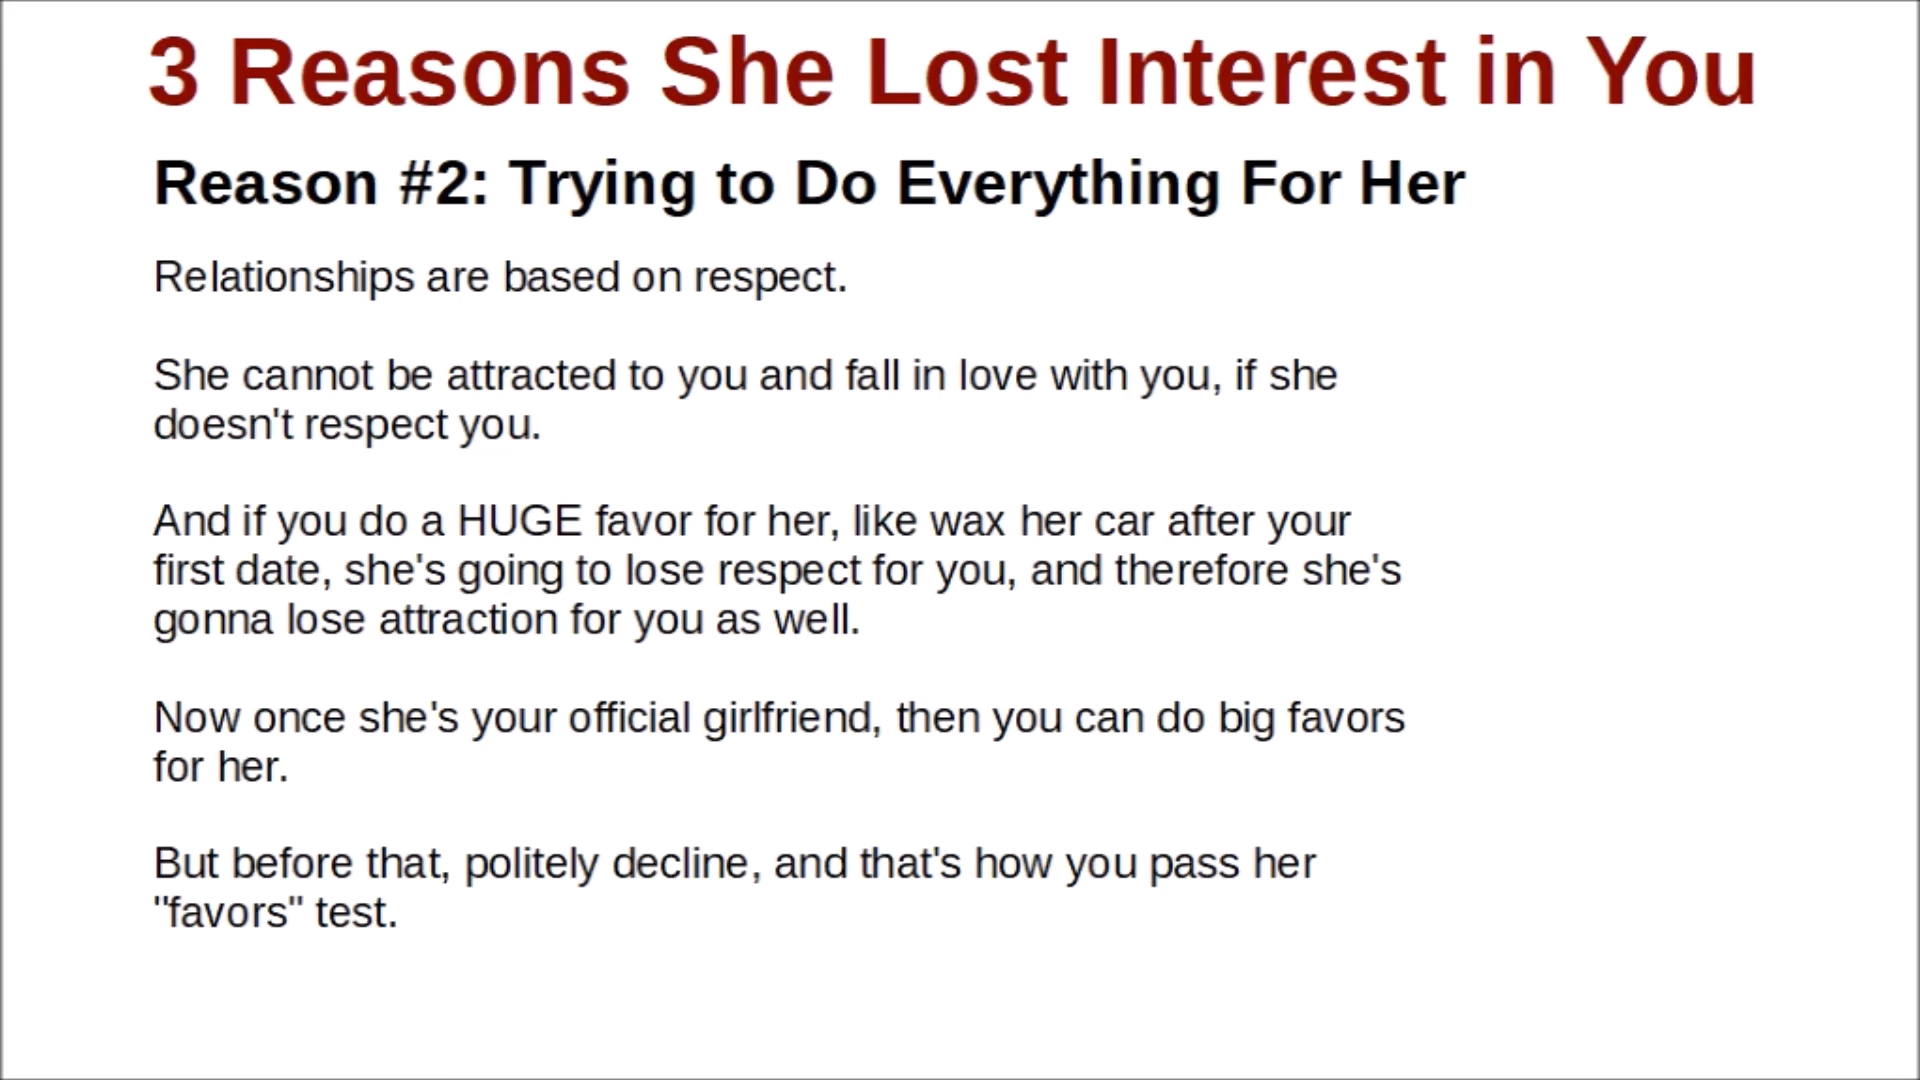 3 Reasons She Lost Interest in You
Reason #2: Trying to Do Everything For Her
Relationships are based on respect.
She cannot be attracted to you and fall in love with you, if she
doesn't respect you.
And if you do a HUGE favor for her, like wax her car after your
first date, she's going to lose respect for you, and therefore she's
gonna lose attraction for you as well.
Now once she's your official girlfriend, then you can do big favors
for her.
But before that, politely decline, and that's how you pass her
"favors" test.